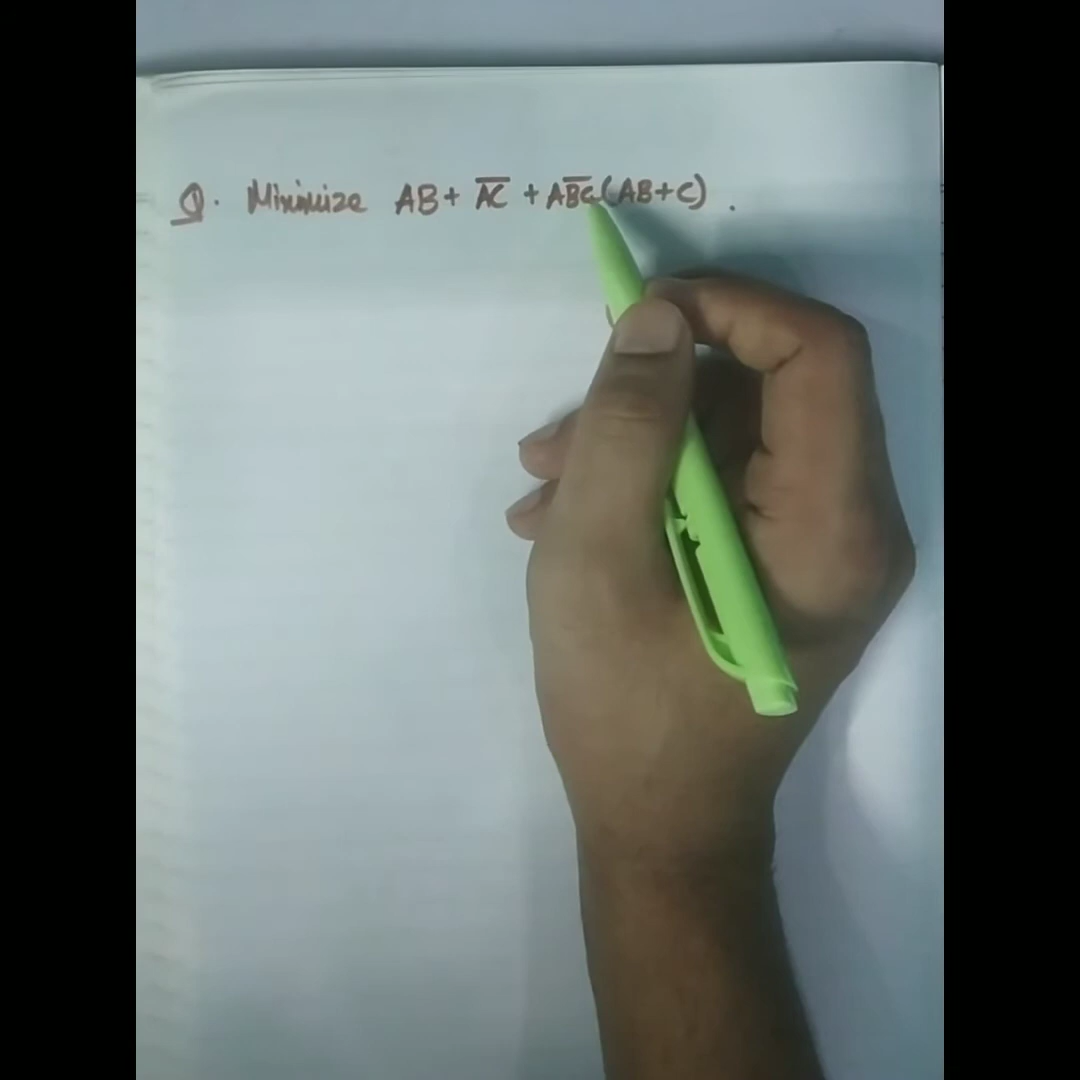 Q. Minimize AB + A̅C̅ + AB̅C(AB+C).